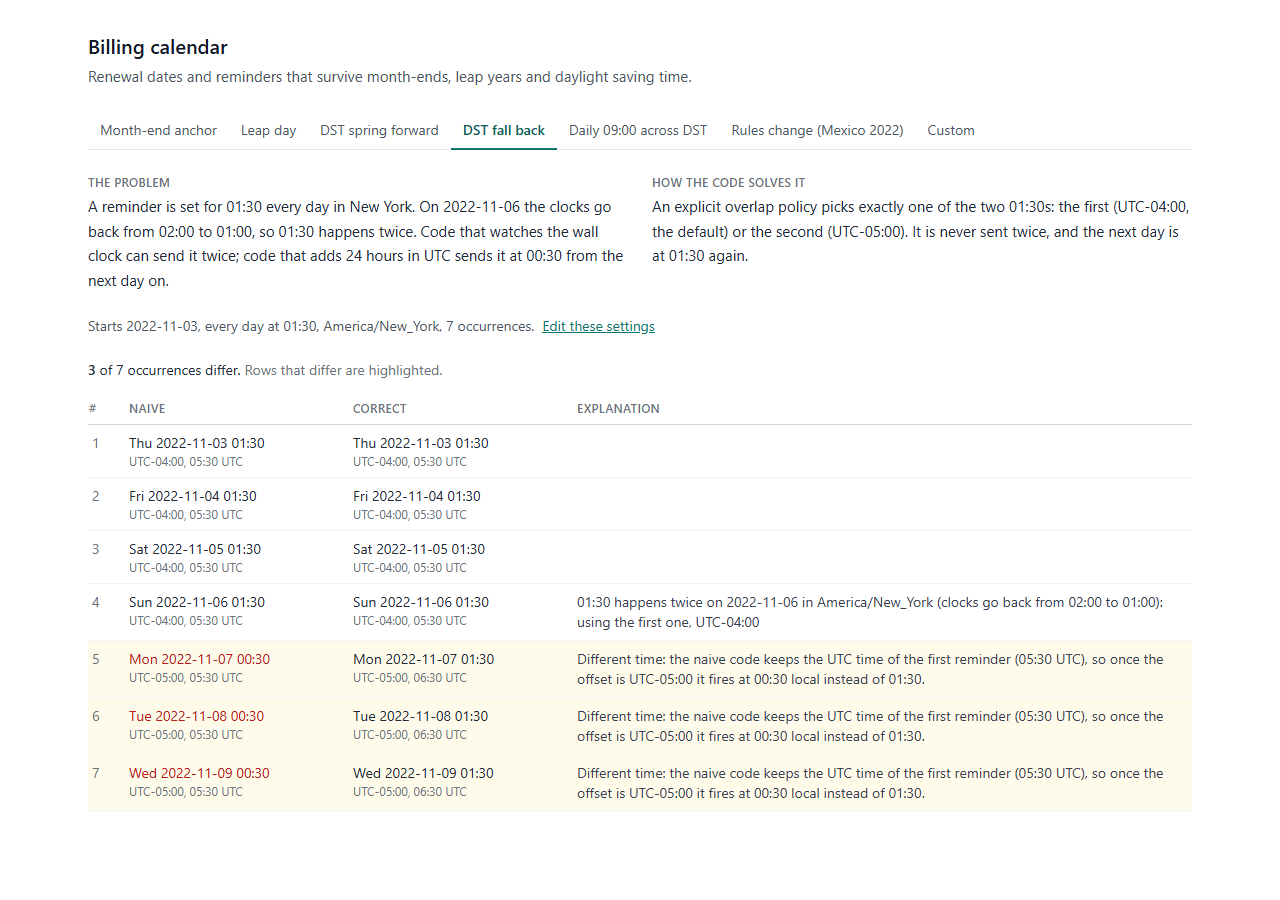 Billing calendar
Renewal dates and reminders that survive month-ends, leap years and daylight saving time.
Month-end anchor
Leap day
DST spring forward
DST fall back
Daily 09:00 across DST
Rules change (Mexico 2022)
Custom
THE PROBLEM
A reminder is set for 01:30 every day in New York. On 2022-11-06 the clocks go
back from 02:00 to 01:00, so 01:30 happens twice. Code that watches the wall
clock can send it twice; code that adds 24 hours in UTC sends it at 00:30 from the
next day on.
HOW THE CODE SOLVES IT
An explicit overlap policy picks exactly one of the two 01:30s: the first (UTC-04:00,
the default) or the second (UTC-05:00). It is never sent twice, and the next day is
at 01:30 again.
Starts 2022-11-03, every day at 01:30, America/New_York, 7 occurrences. Edit these settings
3 of 7 occurrences differ. Rows that differ are highlighted.
# NAIVE CORRECT EXPLANATION
1 Thu 2022-11-03 01:30 Thu 2022-11-03 01:30
UTC-04:00, 05:30 UTC UTC-04:00, 05:30 UTC
2 Fri 2022-11-04 01:30 Fri 2022-11-04 01:30
UTC-04:00, 05:30 UTC UTC-04:00, 05:30 UTC
3 Sat 2022-11-05 01:30 Sat 2022-11-05 01:30
UTC-04:00, 05:30 UTC UTC-04:00, 05:30 UTC
4 Sun 2022-11-06 01:30 Sun 2022-11-06 01:30 01:30 happens twice on 2022-11-06 in America/New_York (clocks go back from 02:00 to 01:00):
UTC-04:00, 05:30 UTC UTC-04:00, 05:30 UTC using the first one, UTC-04:00
5 Mon 2022-11-07 00:30 Mon 2022-11-07 01:30 Different time: the naive code keeps the UTC time of the first reminder (05:30 UTC), so once the
UTC-05:00, 05:30 UTC UTC-05:00, 06:30 UTC offset is UTC-05:00 it fires at 00:30 local instead of 01:30.
6 Tue 2022-11-08 00:30 Tue 2022-11-08 01:30 Different time: the naive code keeps the UTC time of the first reminder (05:30 UTC), so once the
UTC-05:00, 05:30 UTC UTC-05:00, 06:30 UTC offset is UTC-05:00 it fires at 00:30 local instead of 01:30.
7 Wed 2022-11-09 00:30 Wed 2022-11-09 01:30 Different time: the naive code keeps the UTC time of the first reminder (05:30 UTC), so once the
UTC-05:00, 05:30 UTC UTC-05:00, 06:30 UTC offset is UTC-05:00 it fires at 00:30 local instead of 01:30.